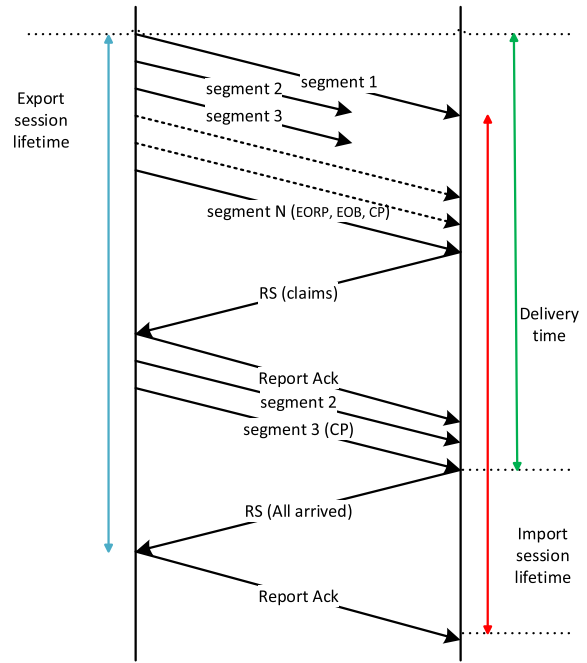 segment 1
segment 2
Export
session
lifetime
segment 3
segment N (EORP, EOB, CP)
RS (claims)
Delivery
time
Report Ack
segment 2
segment 3 (CP)
RS (All arrived)
Import
session
lifetime
Report Ack